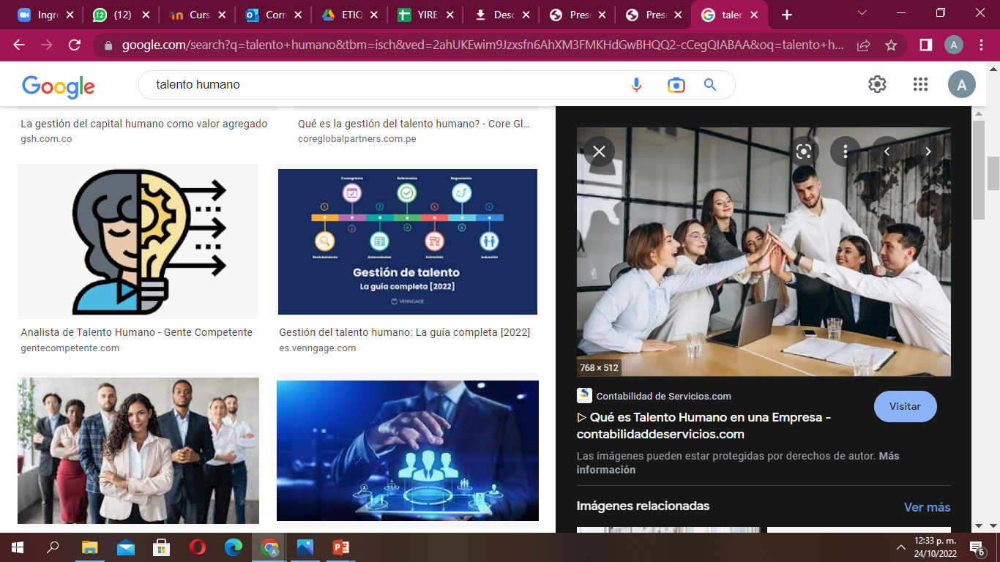 Ingre
(12)
Curso
Corre
ETIQ
YIRE
Desc
Prese
Prese
talen
google.com/search?q=talento+humano&tbm=isch&ved=2ahUKEwim9Jzxsfn6AhXM3FMKHdGwBHQQ2-cCegQIABAA&oq=talento+h...
A
Google
talento humano
A
La gestión del capital humano como valor agregado
gsh.com.co
Qué es la gestión del talento humano? - Core Gl...
coreglobalpartners.com.pe
Cronograma
Referencias
Negociación
1
3
5
7
2
4
6
Reclutamiento
Antecedentes
Entrevista
Inducción
Gestión de talento
La guía completa [2022]
VENNGAGE
Analista de Talento Humano - Gente Competente
gentecompetente.com
Gestión del talento humano: La guía completa [2022]
es.venngage.com
768 × 512
Contabilidad de Servicios.com
Visitar
Qué es Talento Humano en una Empresa -
contabilidaddeservicios.com
Las imágenes pueden estar protegidas por derechos de autor. Más
información
Imágenes relacionadas
Ver más
A
12:33 p. m.
24/10/2022
6